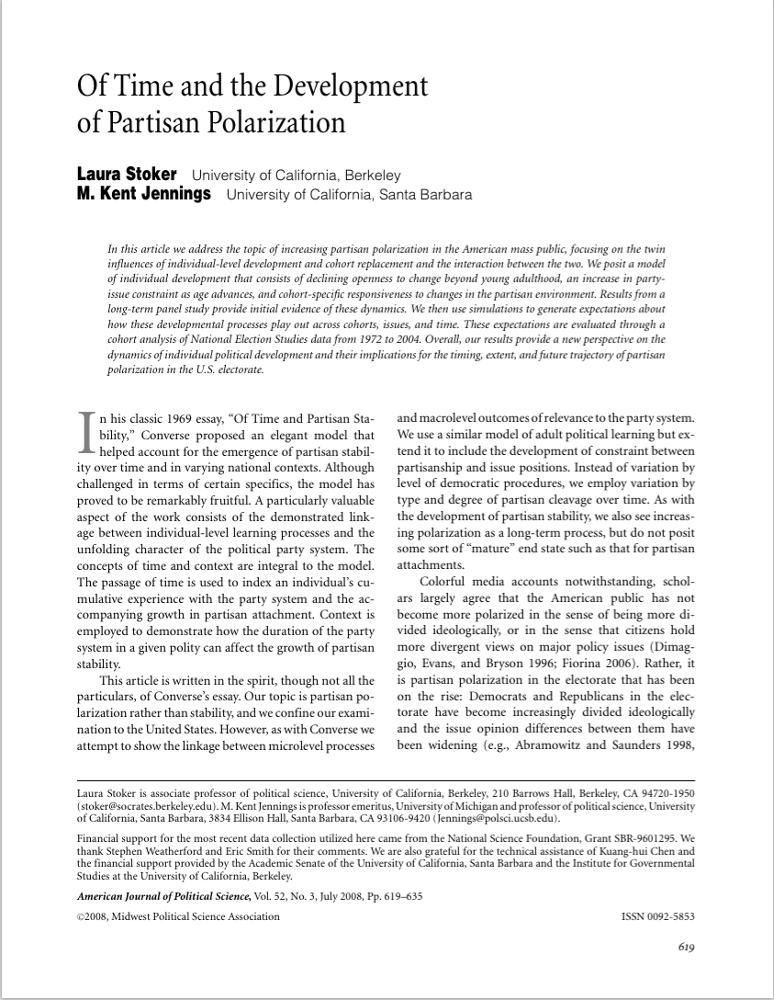 Of Time and the Development
of Partisan Polarization
Laura Stoker University of California, Berkeley
M. Kent Jennings University of California, Santa Barbara
In this article we address the topic of increasing partisan polarization in the American mass public, focusing on the twin
influences of individual-level development and cohort replacement and the interaction between the two. We posit a model
of individual development that consists of declining openness to change beyond young adulthood, an increase in party-
issue constraint as age advances, and cohort-specific responsiveness to changes in the partisan environment. Results from a
long-term panel study provide initial evidence of these dynamics. We then use simulations to generate expectations about
how these developmental processes play out across cohorts, issues, and time. These expectations are evaluated through a
cohort analysis of National Election Studies data from 1972 to 2004. Overall, our results provide a new perspective on the
dynamics of individual political development and their implications for the timing, extent, and future trajectory of partisan
polarization in the U.S. electorate.
In his classic 1969 essay, “Of Time and Partisan Sta-
bility,” Converse proposed an elegant model that
helped account for the emergence of partisan stabil-
ity over time and in varying national contexts. Although
challenged in terms of certain specifics, the model has
proved to be remarkably fruitful. A particularly valuable
aspect of the work consists of the demonstrated link-
age between individual-level learning processes and the
unfolding character of the political party system. The
concepts of time and context are integral to the model.
The passage of time is used to index an individual’s cu-
mulative experience with the party system and the ac-
companying growth in partisan attachment. Context is
employed to demonstrate how the duration of the party
system in a given polity can affect the growth of partisan
stability.
This article is written in the spirit, though not all the
particulars, of Converse’s essay. Our topic is partisan po-
larization rather than stability, and we confine our exami-
nation to the United States. However, as with Converse we
attempt to show the linkage between microlevel processes
and macrolevel outcomes of relevance to the party system.
We use a similar model of adult political learning but ex-
tend it to include the development of constraint between
partisanship and issue positions. Instead of variation by
level of democratic procedures, we employ variation by
type and degree of partisan cleavage over time. As with
the development of partisan stability, we also see increas-
ing polarization as a long-term process, but do not posit
some sort of “mature” end state such as that for partisan
attachments.
Colorful media accounts notwithstanding, schol-
ars largely agree that the American public has not
become more polarized in the sense of being more di-
vided ideologically, or in the sense that citizens hold
more divergent views on major policy issues (Dimag-
gio, Evans, and Bryson 1996; Fiorina 2006). Rather, it
is partisan polarization in the electorate that has been
on the rise: Democrats and Republicans in the elec-
torate have become increasingly divided ideologically
and the issue opinion differences between them have
been widening (e.g., Abramowitz and Saunders 1998,
Laura Stoker is associate professor of political science, University of California, Berkeley, 210 Barrows Hall, Berkeley, CA 94720-1950
(stoker@socrates.berkeley.edu). M. Kent Jennings is professor emeritus, University of Michigan and professor of political science, University
of California, Santa Barbara, 3834 Ellison Hall, Santa Barbara, CA 93106-9420 (Jennings@polsci.ucsb.edu).
Financial support for the most recent data collection utilized here came from the National Science Foundation, Grant SBR-9601295. We
thank Stephen Weatherford and Eric Smith for their comments. We are also grateful for the technical assistance of Kuang-hui Chen and
the financial support provided by the Academic Senate of the University of California, Santa Barbara and the Institute for Governmental
Studies at the University of California, Berkeley.
American Journal of Political Science, Vol. 52, No. 3, July 2008, Pp. 619–635
©2008, Midwest Political Science Association ISSN 0092-5853
619